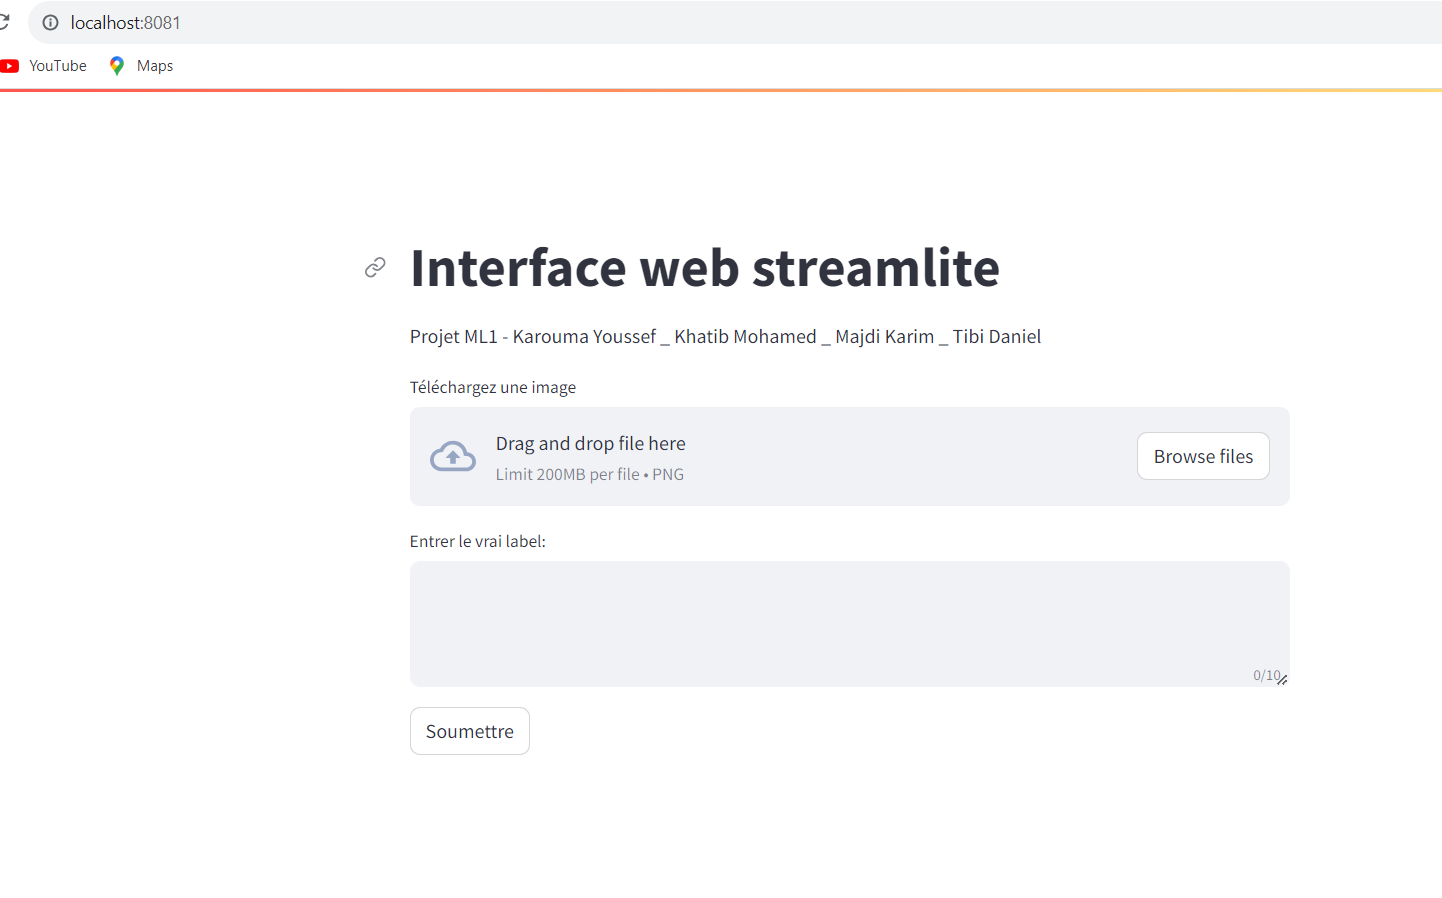 localhost:8081
YouTube Maps
Interface web streamlite
Projet ML1 - Karouma Youssef _ Khatib Mohamed _ Majdi Karim _ Tibi Daniel
Téléchargez une image
Drag and drop file here
Limit 200MB per file • PNG
Browse files
Entrer le vrai label:
0/10
Soumettre